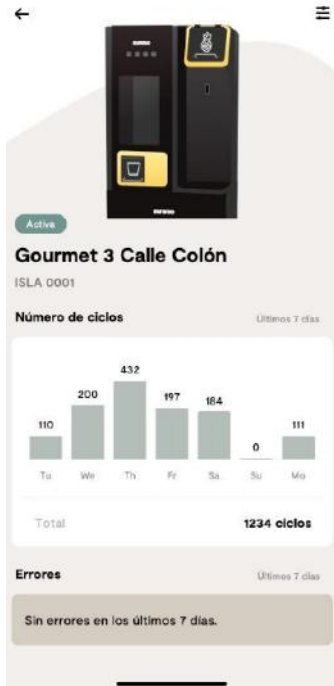 Activa
Gourmet 3 Calle Colón
ISLA 0001
Número de ciclos Últimos 7 días
432
200
197
184
110
111
0
Tu We Th Fr Sa Su Mo
Total 1234 ciclos
Errores Últimos 7 días
Sin errores en los últimos 7 días.